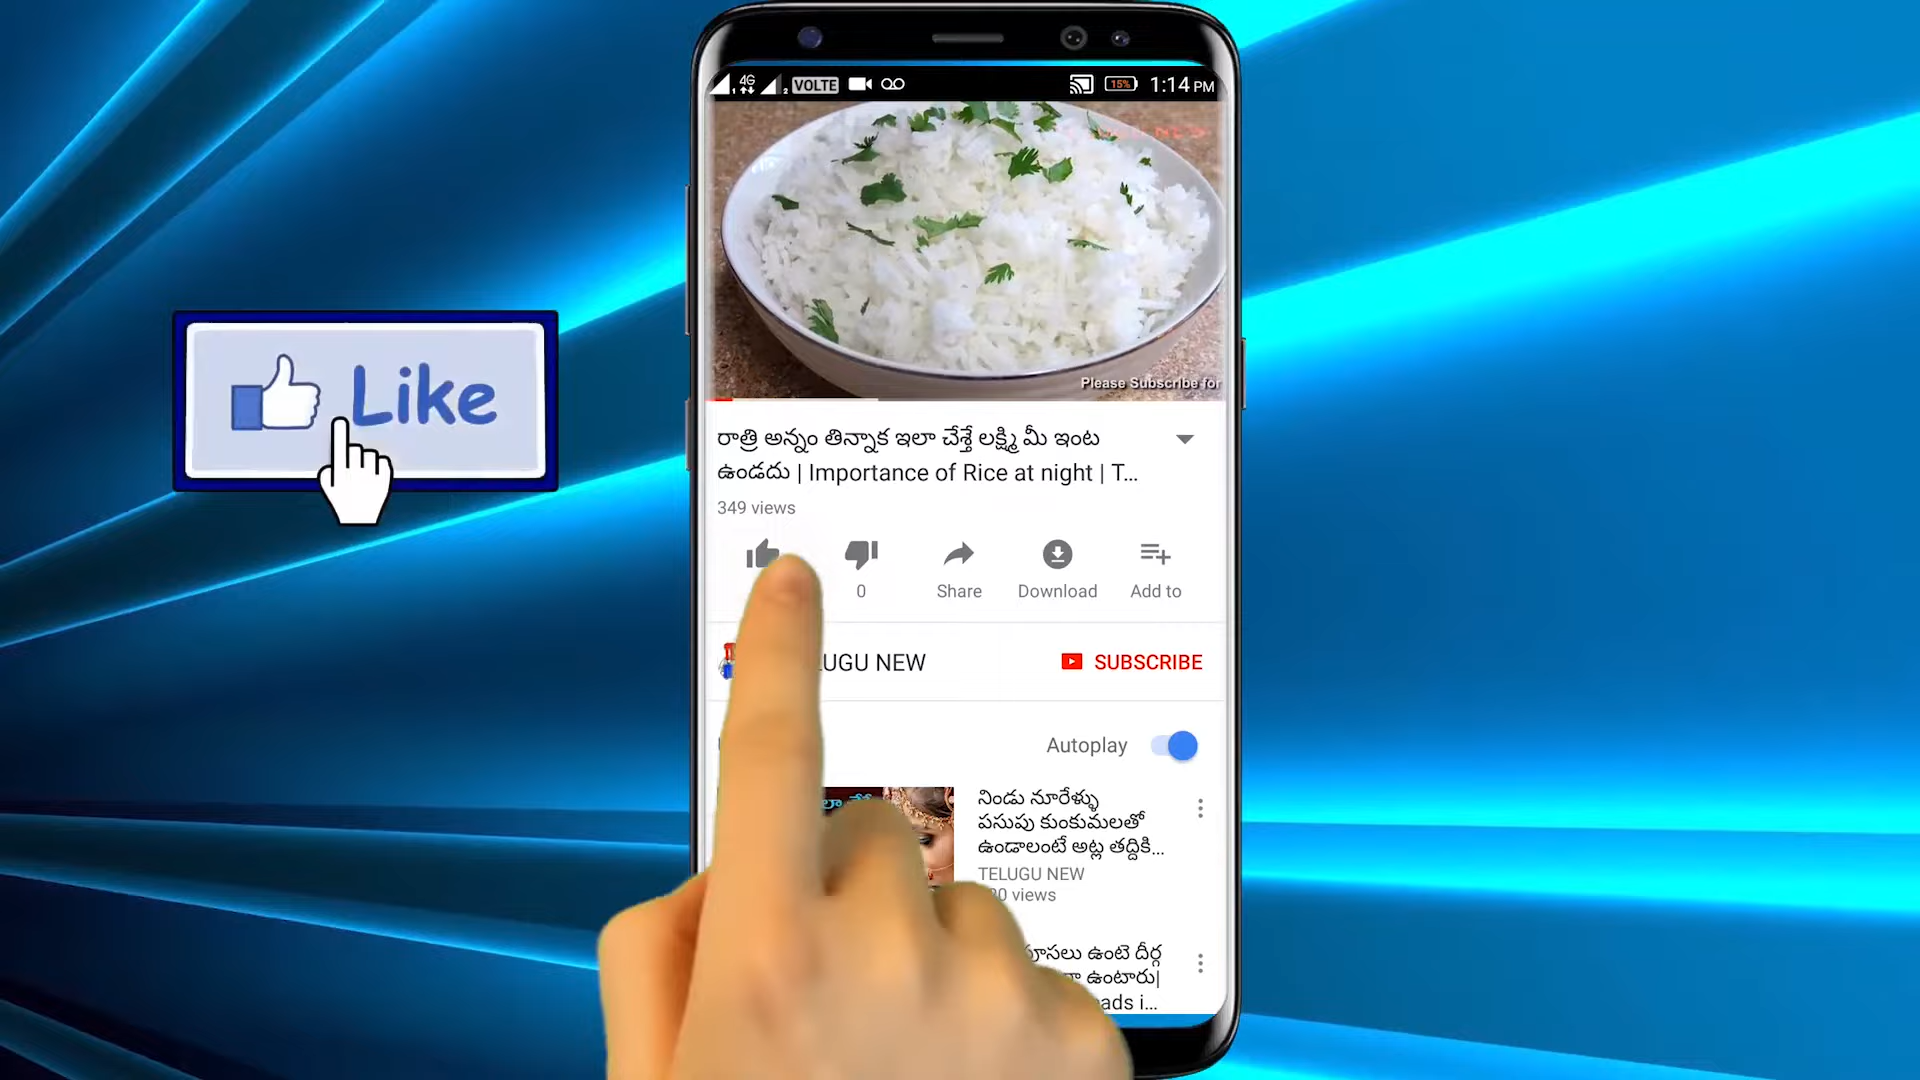 4G
VOLTE
15%
1:14 PM
Please Subscribe for
Like
రాత్రి అన్నం తిన్నాక ఇలా చేస్తే లక్ష్మి మీ ఇంట
ఉండదు | Importance of Rice at night | T...
349 views
0
Share
Download
Add to
LUGU NEW
SUBSCRIBE
Autoplay
నిండు నూరేళ్ళు
పసుపు కుంకుమలతో
ఉండాలంటే అట్ల తద్దికి...
TELUGU NEW
views
ఉంటె దీర్గ
ఉంటారు|
ads i...